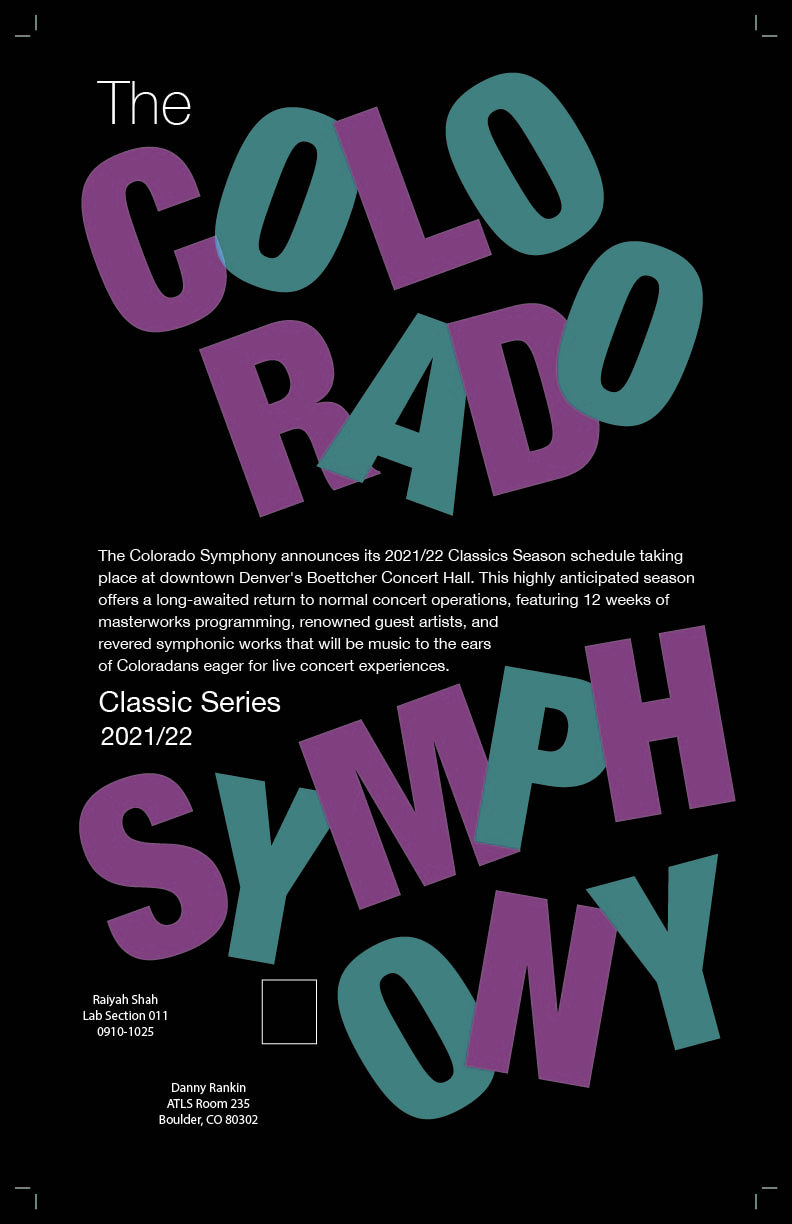 The
COLO
RADO
The Colorado Symphony announces its 2021/22 Classics Season schedule taking
place at downtown Denver's Boettcher Concert Hall. This highly anticipated season
offers a long-awaited return to normal concert operations, featuring 12 weeks of
masterworks programming, renowned guest artists, and
revered symphonic works that will be music to the ears
of Coloradans eager for live concert experiences.
Classic Series
2021/22
SYMPH
ONY
Raiyah Shah
Lab Section 011
0910-1025
Danny Rankin
ATLS Room 235
Boulder, CO 80302